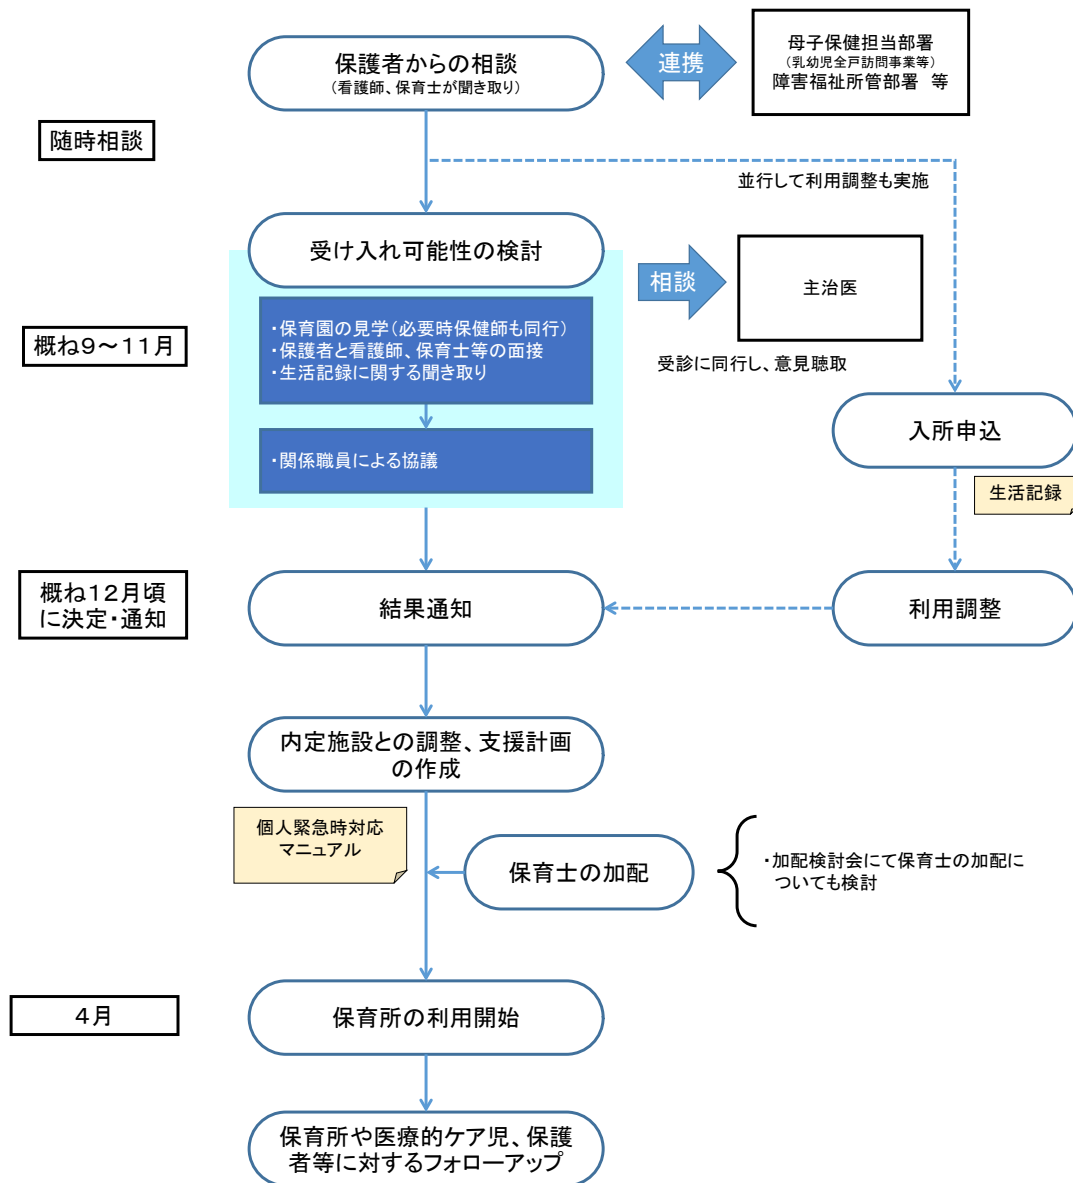 保護者からの相談
(看護師、保育士が聞き取り)
連携
母子保健担当部署
(乳幼児全戸訪問事業等)
障害福祉所管部署 等
随時相談
並行して利用調整も実施
受け入れ可能性の検討
相談
主治医
概ね9~11月
・保育園の見学(必要時保健師も同行)
・保護者と看護師、保育士等の面接
・生活記録に関する聞き取り
受診に同行し、意見聴取
入所申込
・関係職員による協議
生活記録
概ね12月頃
に決定・通知
結果通知
利用調整
内定施設との調整、支援計画
の作成
個人緊急時対応
マニュアル
保育士の加配
・加配検討会にて保育士の加配に
ついても検討
4月
保育所の利用開始
保育所や医療的ケア児、保護
者等に対するフォローアップ